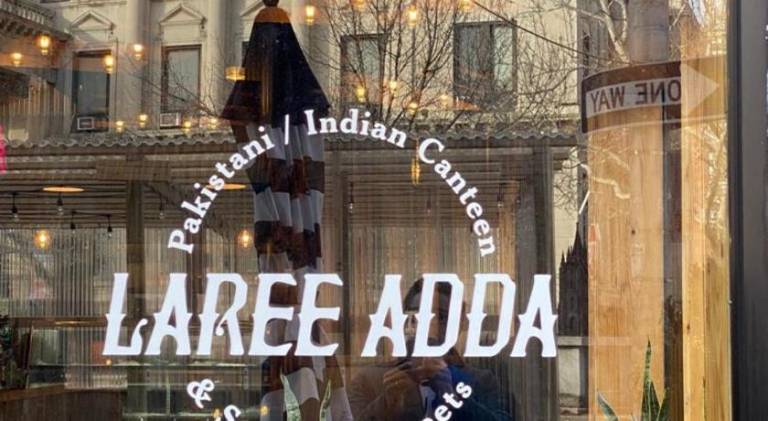 Pakistani / Indian Canteen
LAREE ADDA
&
ONE WAY